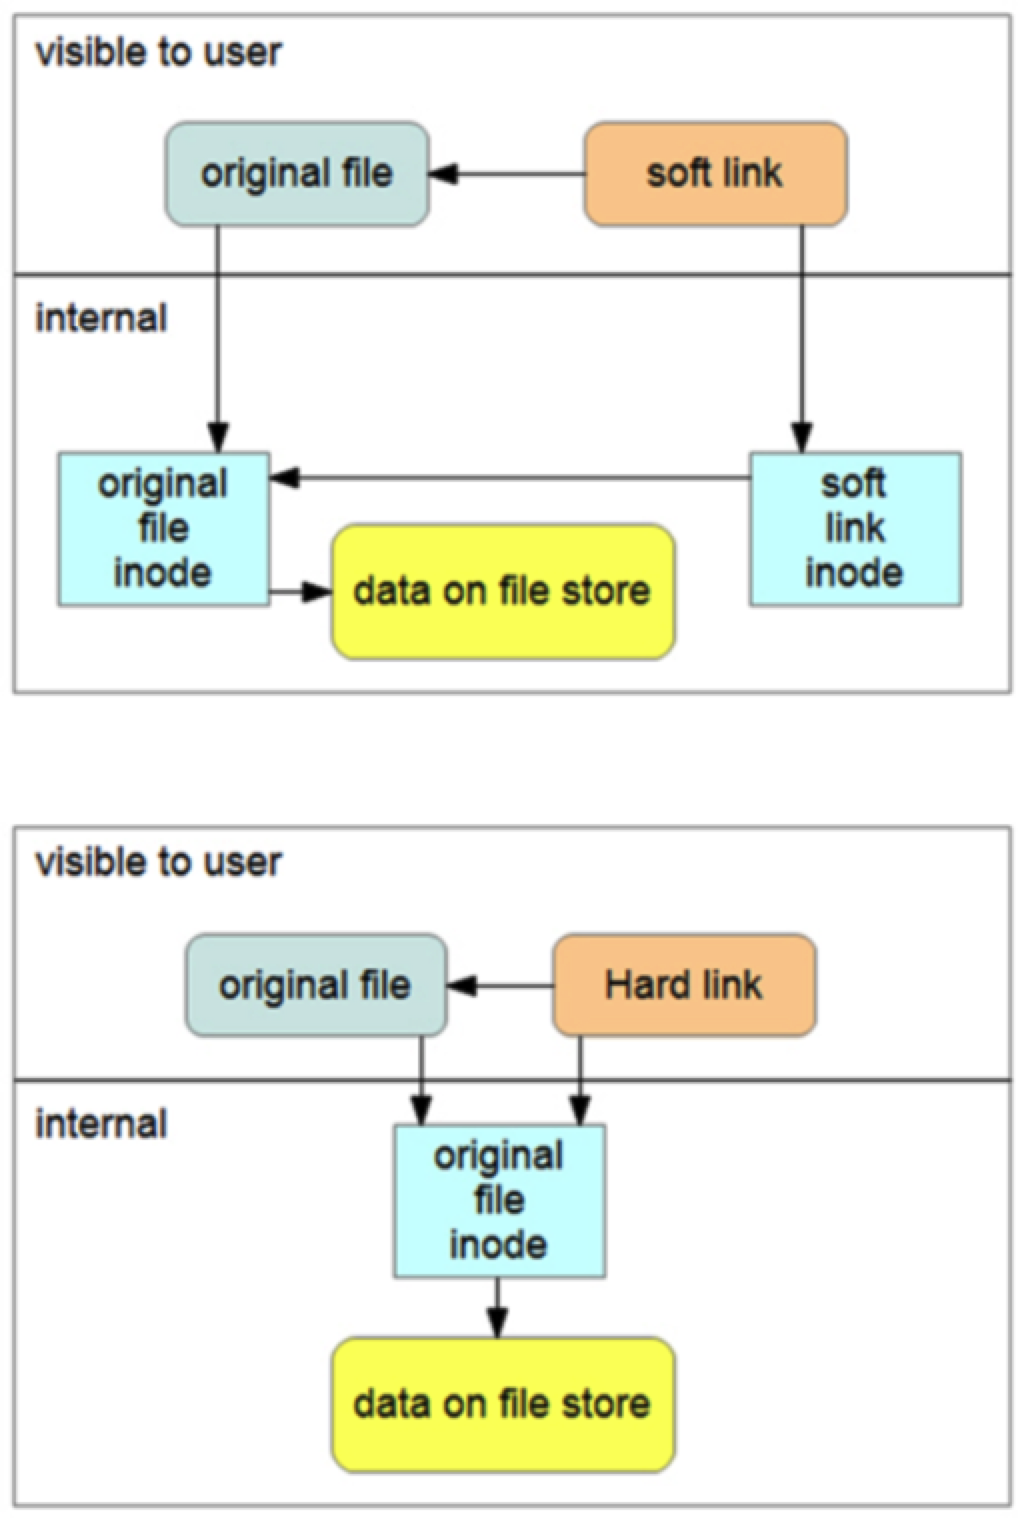 visible to user
original file
soft link
internal
original
file
inode
soft
link
inode
data on file store
visible to user
original file
Hard link
internal
original
file
inode
data on file store